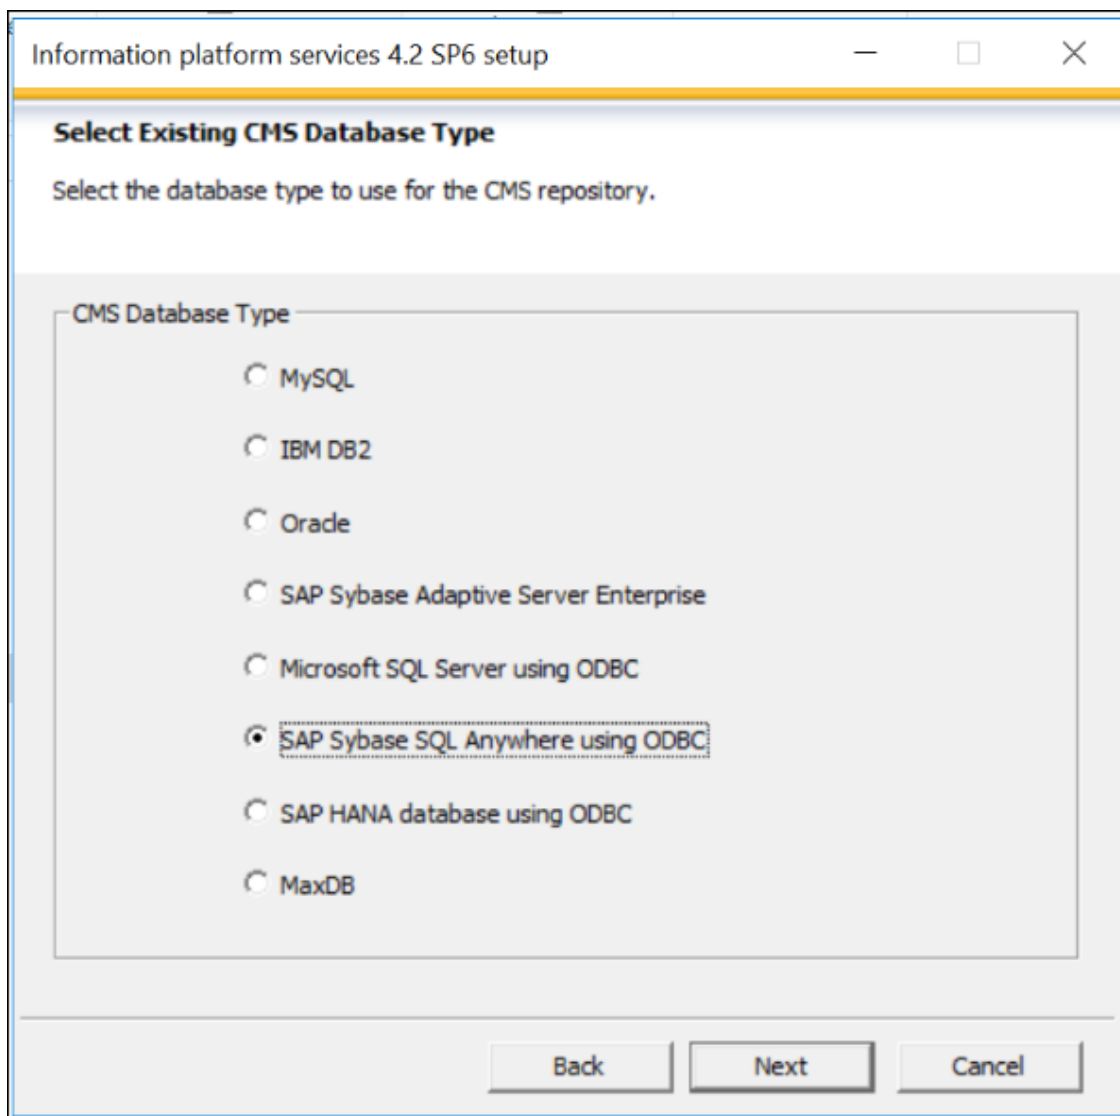 Information platform services 4.2 SP6 setup
Select Existing CMS Database Type
Select the database type to use for the CMS repository.
CMS Database Type
MySQL
IBM DB2
Oracle
SAP Sybase Adaptive Server Enterprise
Microsoft SQL Server using ODBC
SAP Sybase SQL Anywhere using ODBC
SAP HANA database using ODBC
MaxDB
Back Next Cancel